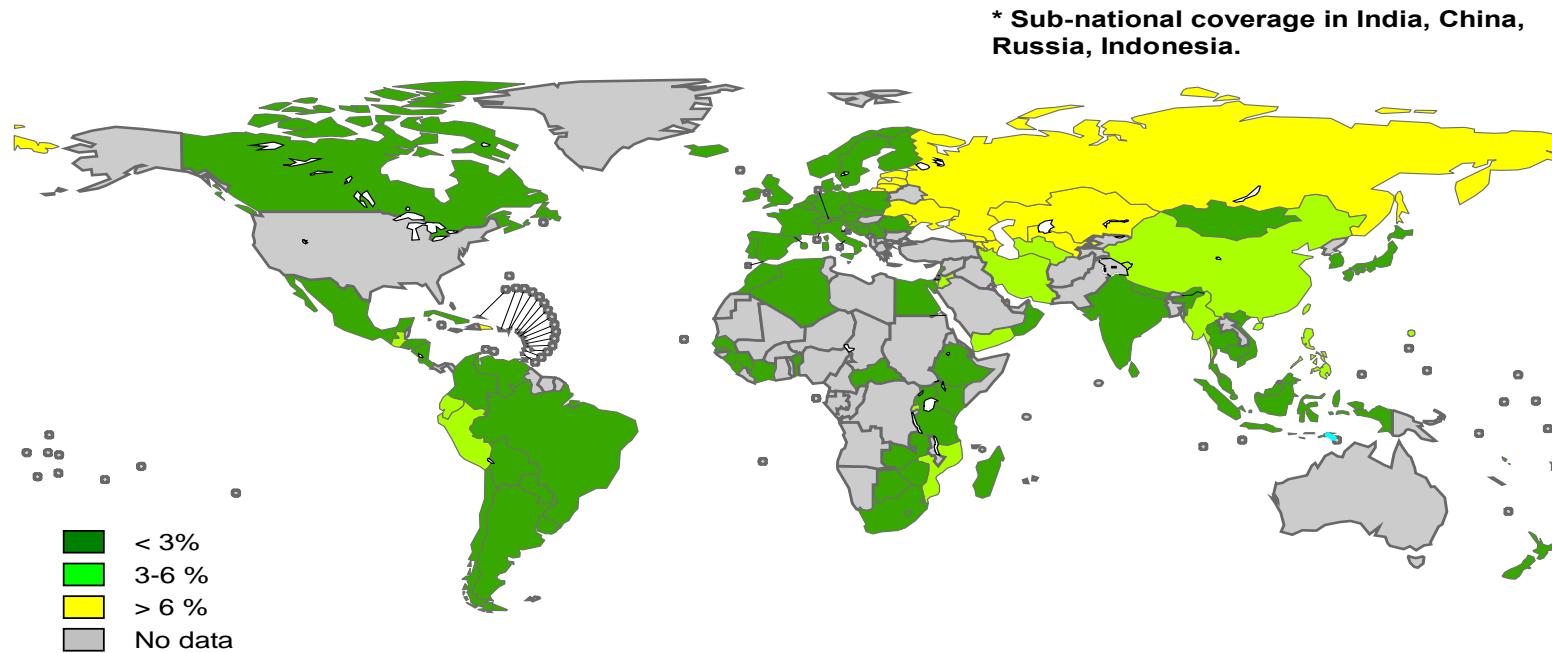 * Sub-national coverage in India, China,
Russia, Indonesia.
< 3%
3-6 %
> 6 %
No data